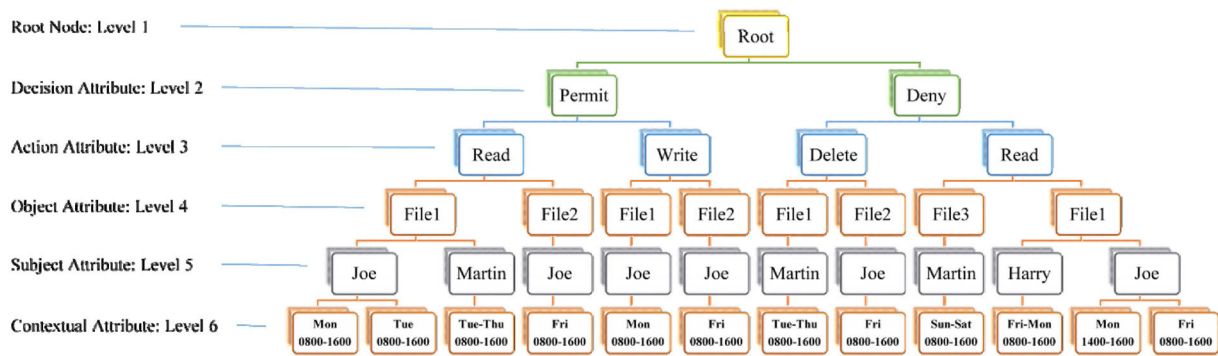 Root Node: Level 1
Root
Decision Attribute: Level 2
Permit Deny
Action Attribute: Level 3
Read Write Delete Read
Object Attribute: Level 4
File1 File2 File1 File2 File1 File2 File3 File1
Subject Attribute: Level 5
Joe Martin Joe Joe Joe Martin Joe Martin Harry Joe
Contextual Attribute: Level 6
Mon Tue Tue-Thu Fri Mon Fri Tue-Thu Fri Sun-Sat Fri-Mon Mon Fri
0800-1600 0800-1600 0800-1600 0800-1600 0800-1600 0800-1600 0800-1600 0800-1600 0800-1600 0800-1600 1400-1600 0800-1600